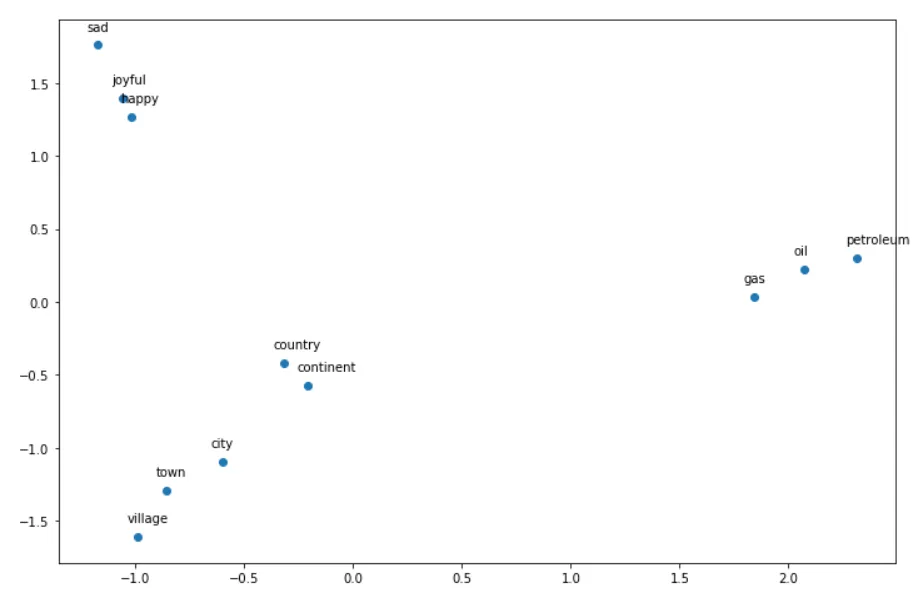 sad
joyful
happy
petroleum
oil
gas
country
continent
city
town
village
1.5
1.0
0.5
0.0
−0.5
−1.0
−1.5
−1.0
−0.5
0.0
0.5
1.0
1.5
2.0